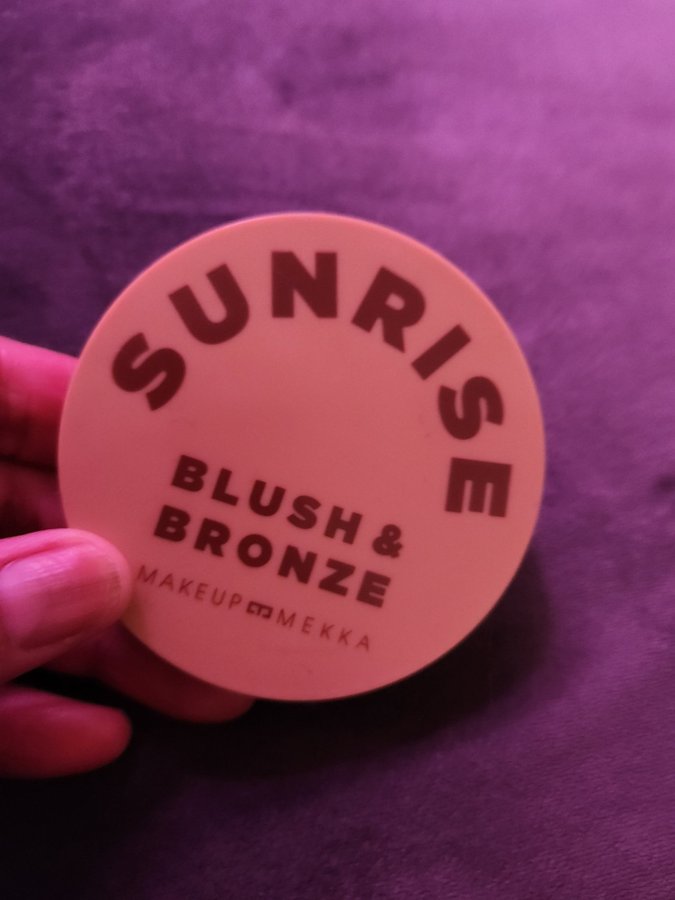 SUNRISE
BLUSH &
BRONZE
MAKEUP MEKKA